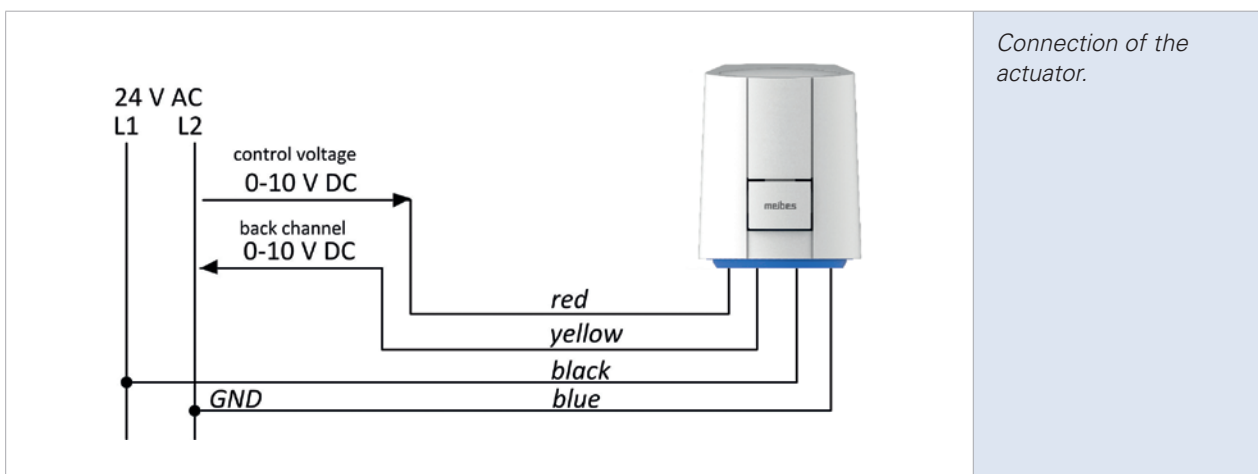 Connection of the
actuator.
24 V AC
L1 L2
control voltage
0-10 V DC
back channel
0-10 V DC
meibes
red
yellow
black
GND blue